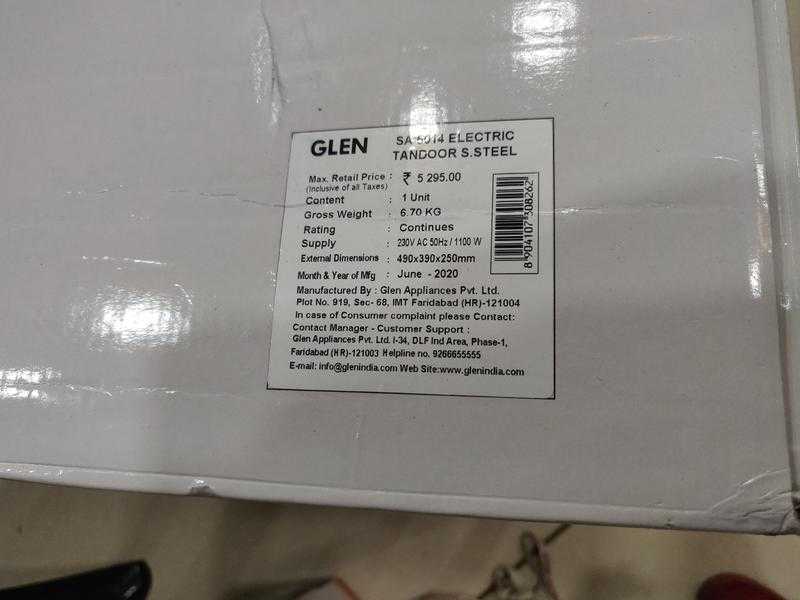 GLEN
SA 5014 ELECTRIC
TANDOOR S.STEEL
Max. Retail Price : ₹ 5 295.00
(Inclusive of all Taxes)
Content : 1 Unit
Gross Weight : 6.70 KG
Rating : Continues
Supply : 230V AC 50Hz / 1100 W
External Dimensions : 490x390x250mm
Month & Year of Mfg : June - 2020
8 904107 308262
Manufactured By : Glen Appliances Pvt. Ltd.
Plot No. 919, Sec- 68, IMT Faridabad (HR)-121004
In case of Consumer complaint please Contact:
Contact Manager - Customer Support :
Glen Appliances Pvt. Ltd. I-34, DLF Ind Area, Phase-1,
Faridabad (HR)-121003 Helpline no. 9266655555
E-mail: info@glenindia.com Web Site:www.glenindia.com